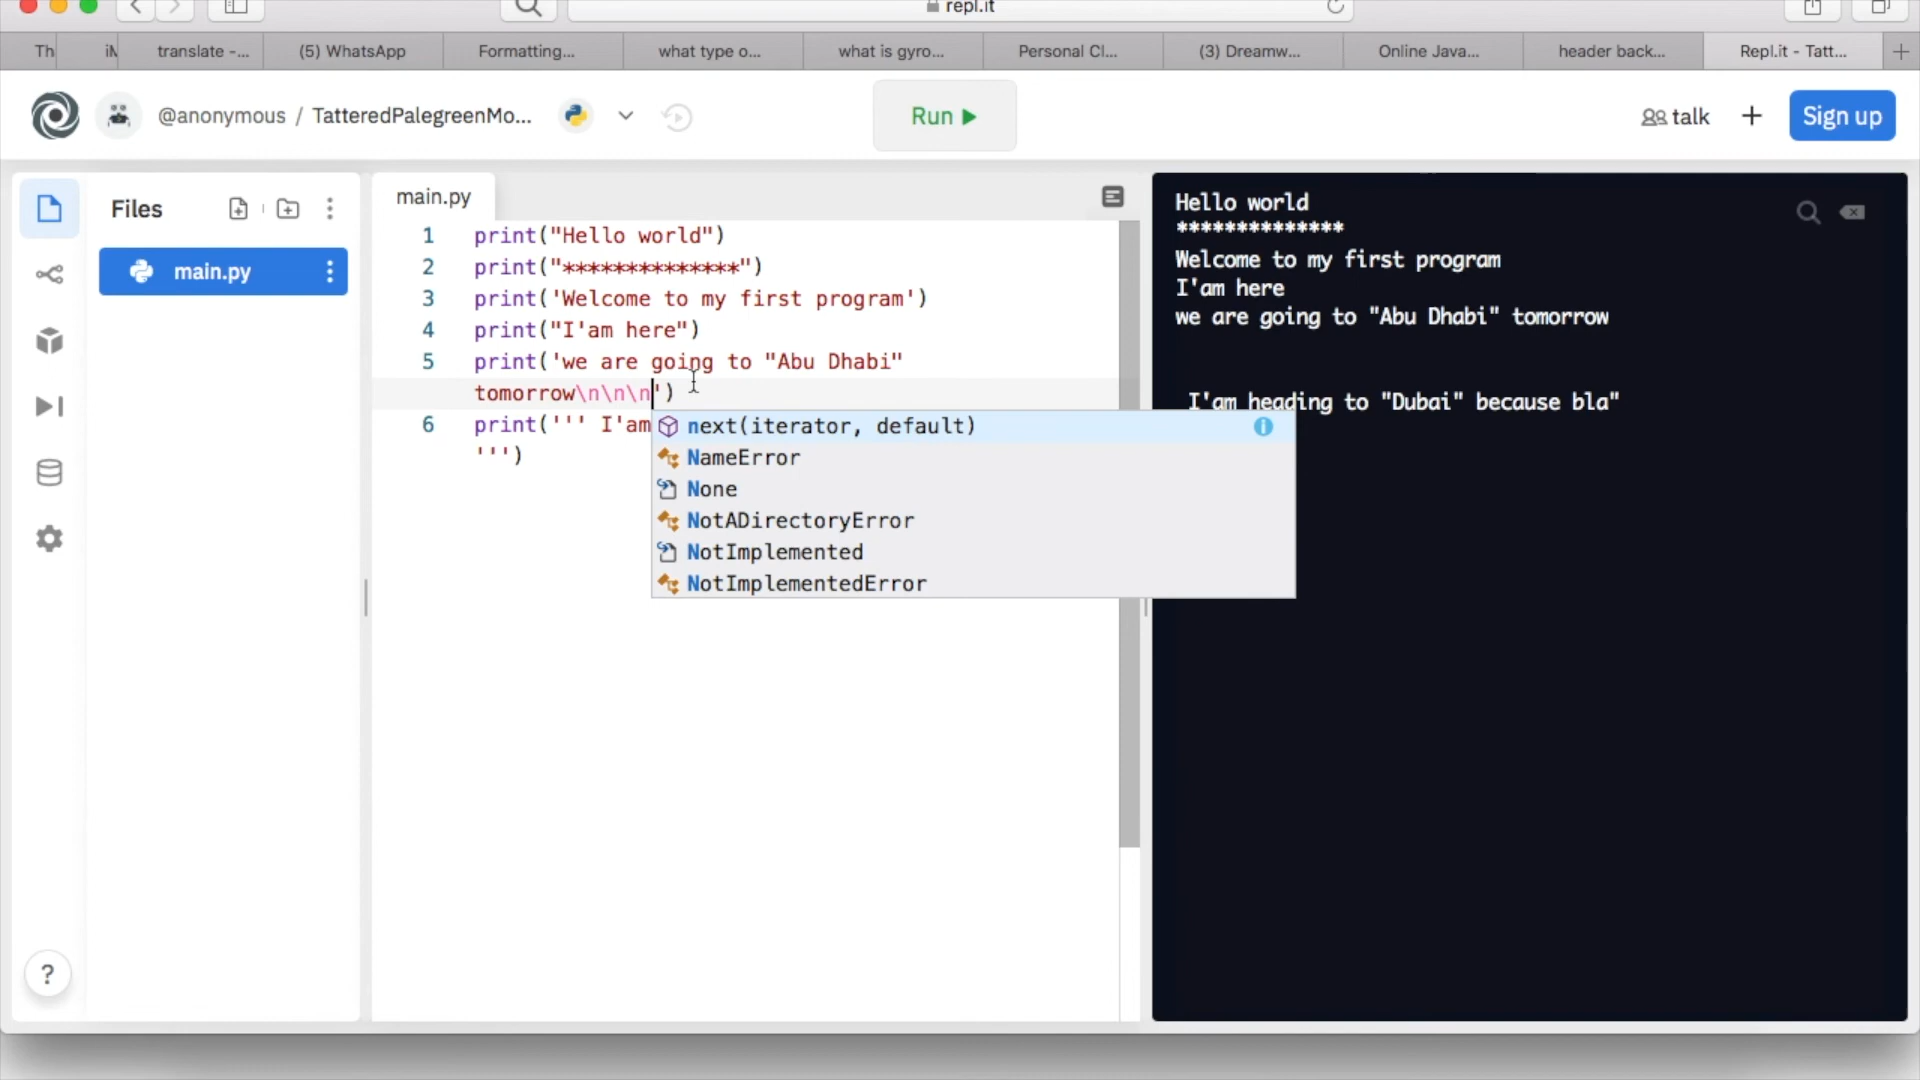 repl.it
Th
iM
translate -...
(5) WhatsApp
Formatting...
what type o...
what is gyro...
Personal Cl...
(3) Dreamw...
Online Java...
header back...
Repl.it - Tatt...
@anonymous / TatteredPalegreenMo...
Run
talk
Sign up
Files
main.py
main.py
1 print("Hello world")
2 print("**************")
3 print('Welcome to my first program')
4 print("I'am here")
5 print('we are going to "Abu Dhabi"
tomorrow\n\n\n')
6 print(''' I'am
''')
next(iterator, default)
NameError
None
NotADirectoryError
NotImplemented
NotImplementedError
Hello world
**************
Welcome to my first program
I'am here
we are going to "Abu Dhabi" tomorrow
I'am heading to "Dubai" because bla"
?